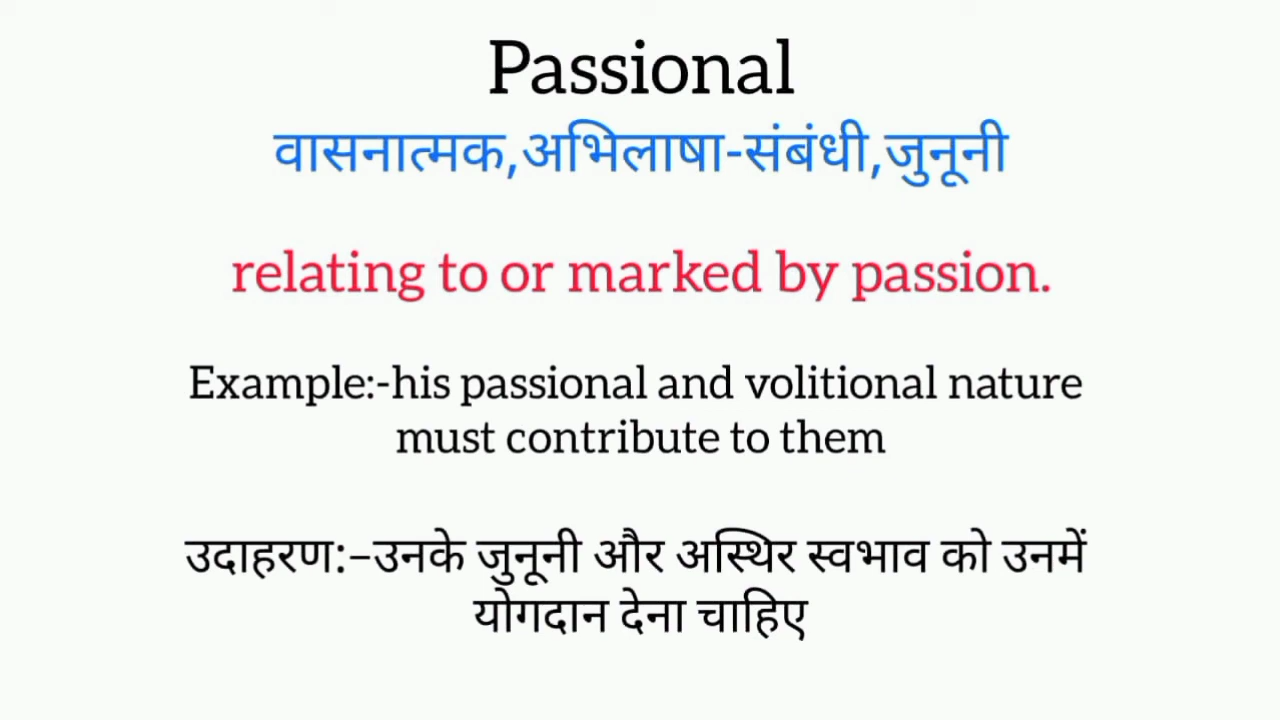 Passional
वासनात्मक,अभिलाषा-संबंधी,जुनूनी
relating to or marked by passion.
Example:-his passional and volitional nature
must contribute to them
उदाहरण:–उनके जुनूनी और अस्थिर स्वभाव को उनमें
योगदान देना चाहिए